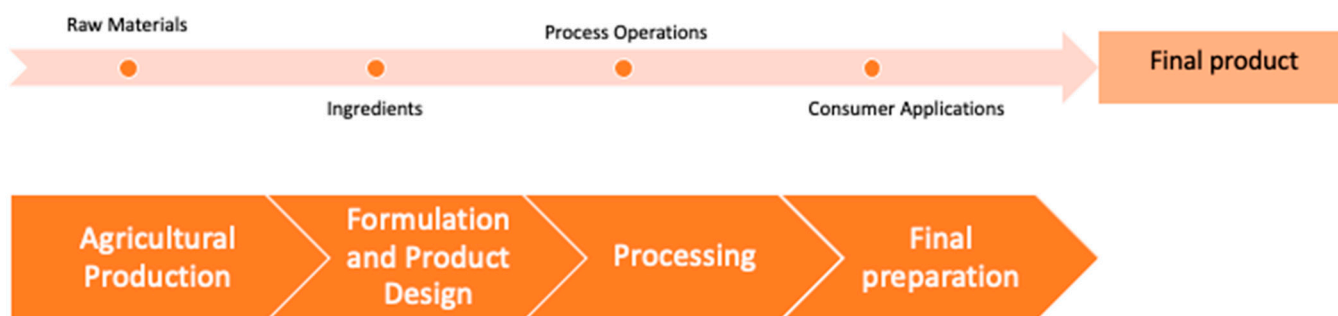 Raw Materials
Process Operations
Final product
Ingredients
Consumer Applications
Agricultural
Production
Formulation
and Product
Design
Processing
Final
preparation